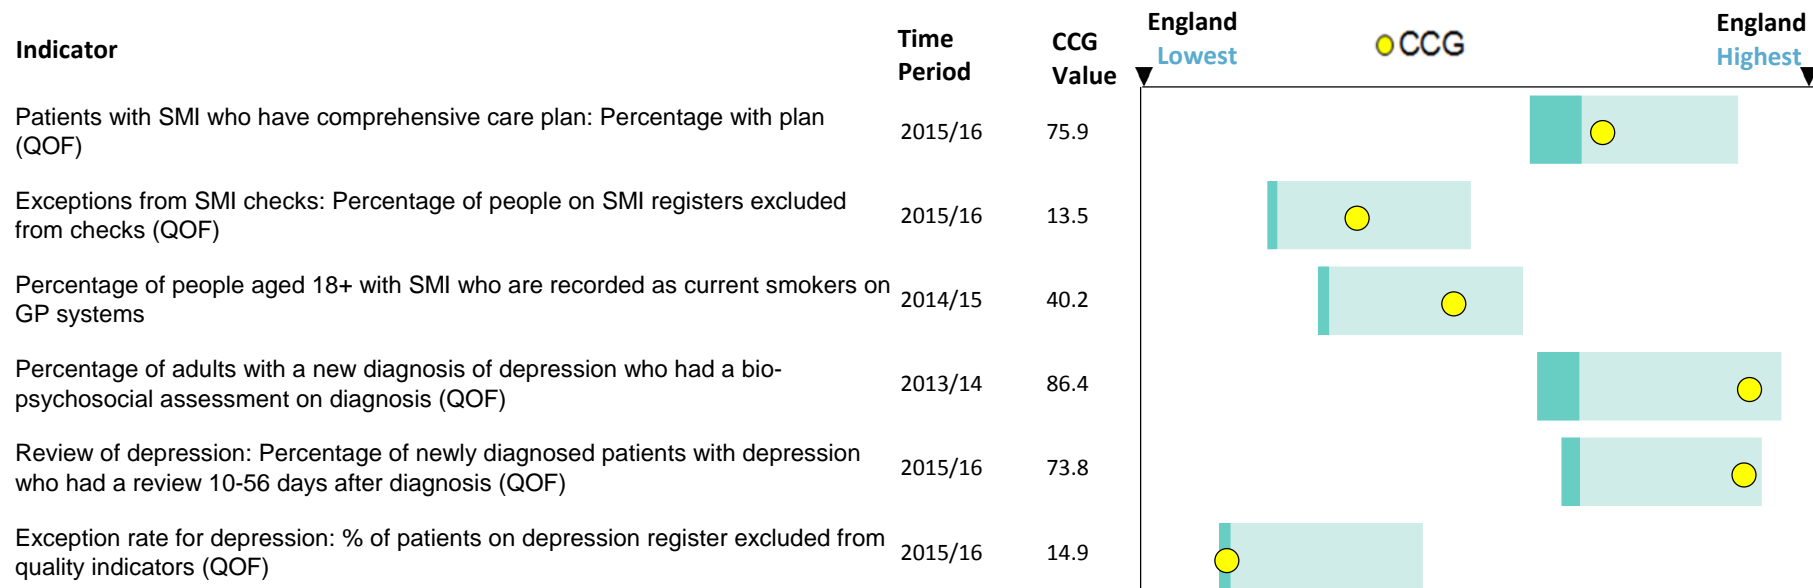 Indicator
Time
Period
CCG
Value
England
Lowest
CCG
England
Highest
Patients with SMI who have comprehensive care plan: Percentage with plan
(QOF)
2015/16
75.9
Exceptions from SMI checks: Percentage of people on SMI registers excluded
from checks (QOF)
2015/16
13.5
Percentage of people aged 18+ with SMI who are recorded as current smokers on
GP systems
2014/15
40.2
Percentage of adults with a new diagnosis of depression who had a bio-
psychosocial assessment on diagnosis (QOF)
2013/14
86.4
Review of depression: Percentage of newly diagnosed patients with depression
who had a review 10-56 days after diagnosis (QOF)
2015/16
73.8
Exception rate for depression: % of patients on depression register excluded from
quality indicators (QOF)
2015/16
14.9